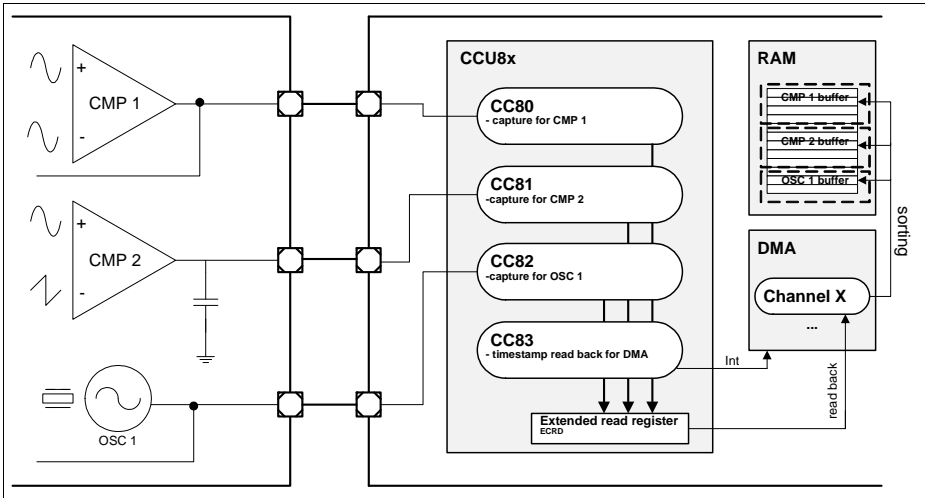 +
CMP 1
-
+
CMP 2
-
OSC 1
CCU8x
CC80
- capture for CMP 1
CC81
-capture for CMP 2
CC82
-capture for OSC 1
CC83
- timestamp read back for DMA
Extended read register
ECRD
Int
read back
RAM
CMP 1 buffer
CMP 2 buffer
OSC 1 buffer
sorting
DMA
Channel X
...